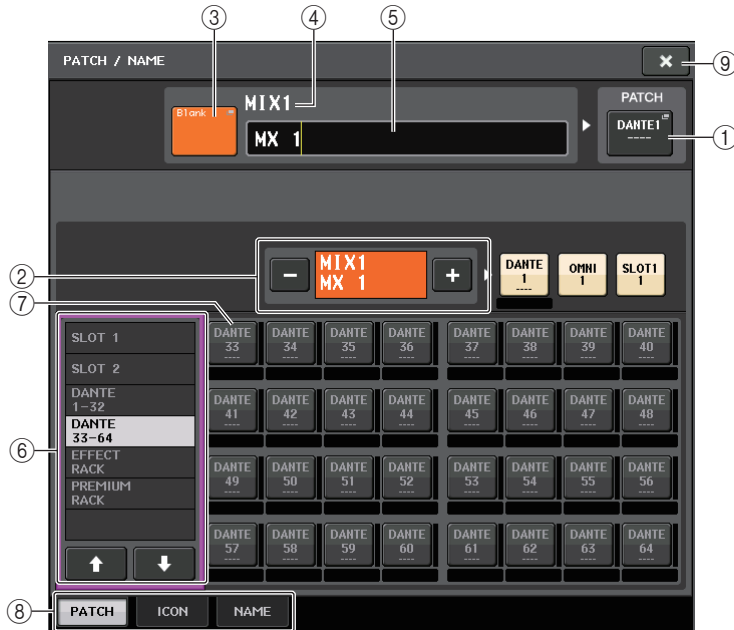 ③ ④ ⑤
PATCH / NAME
× ⑨
Blank
MIX1
MX 1
PATCH
DANTE1
----
①
②
−
MIX1
MX 1
+
DANTE
1
----
OMNI
1
SLOT1
1
⑦
⑥
SLOT 1
SLOT 2
DANTE
1-32
DANTE
33-64
EFFECT
RACK
PREMIUM
RACK
DANTE DANTE DANTE DANTE DANTE DANTE DANTE DANTE
33 34 35 36 37 38 39 40
---- ---- ---- ---- ---- ---- ---- ----
DANTE DANTE DANTE DANTE DANTE DANTE DANTE DANTE
41 42 43 44 45 46 47 48
---- ---- ---- ---- ---- ---- ---- ----
DANTE DANTE DANTE DANTE DANTE DANTE DANTE DANTE
49 50 51 52 53 54 55 56
---- ---- ---- ---- ---- ---- ---- ----
DANTE DANTE DANTE DANTE DANTE DANTE DANTE DANTE
57 58 59 60 61 62 63 64
---- ---- ---- ---- ---- ---- ---- ----
⑧
PATCH ICON NAME